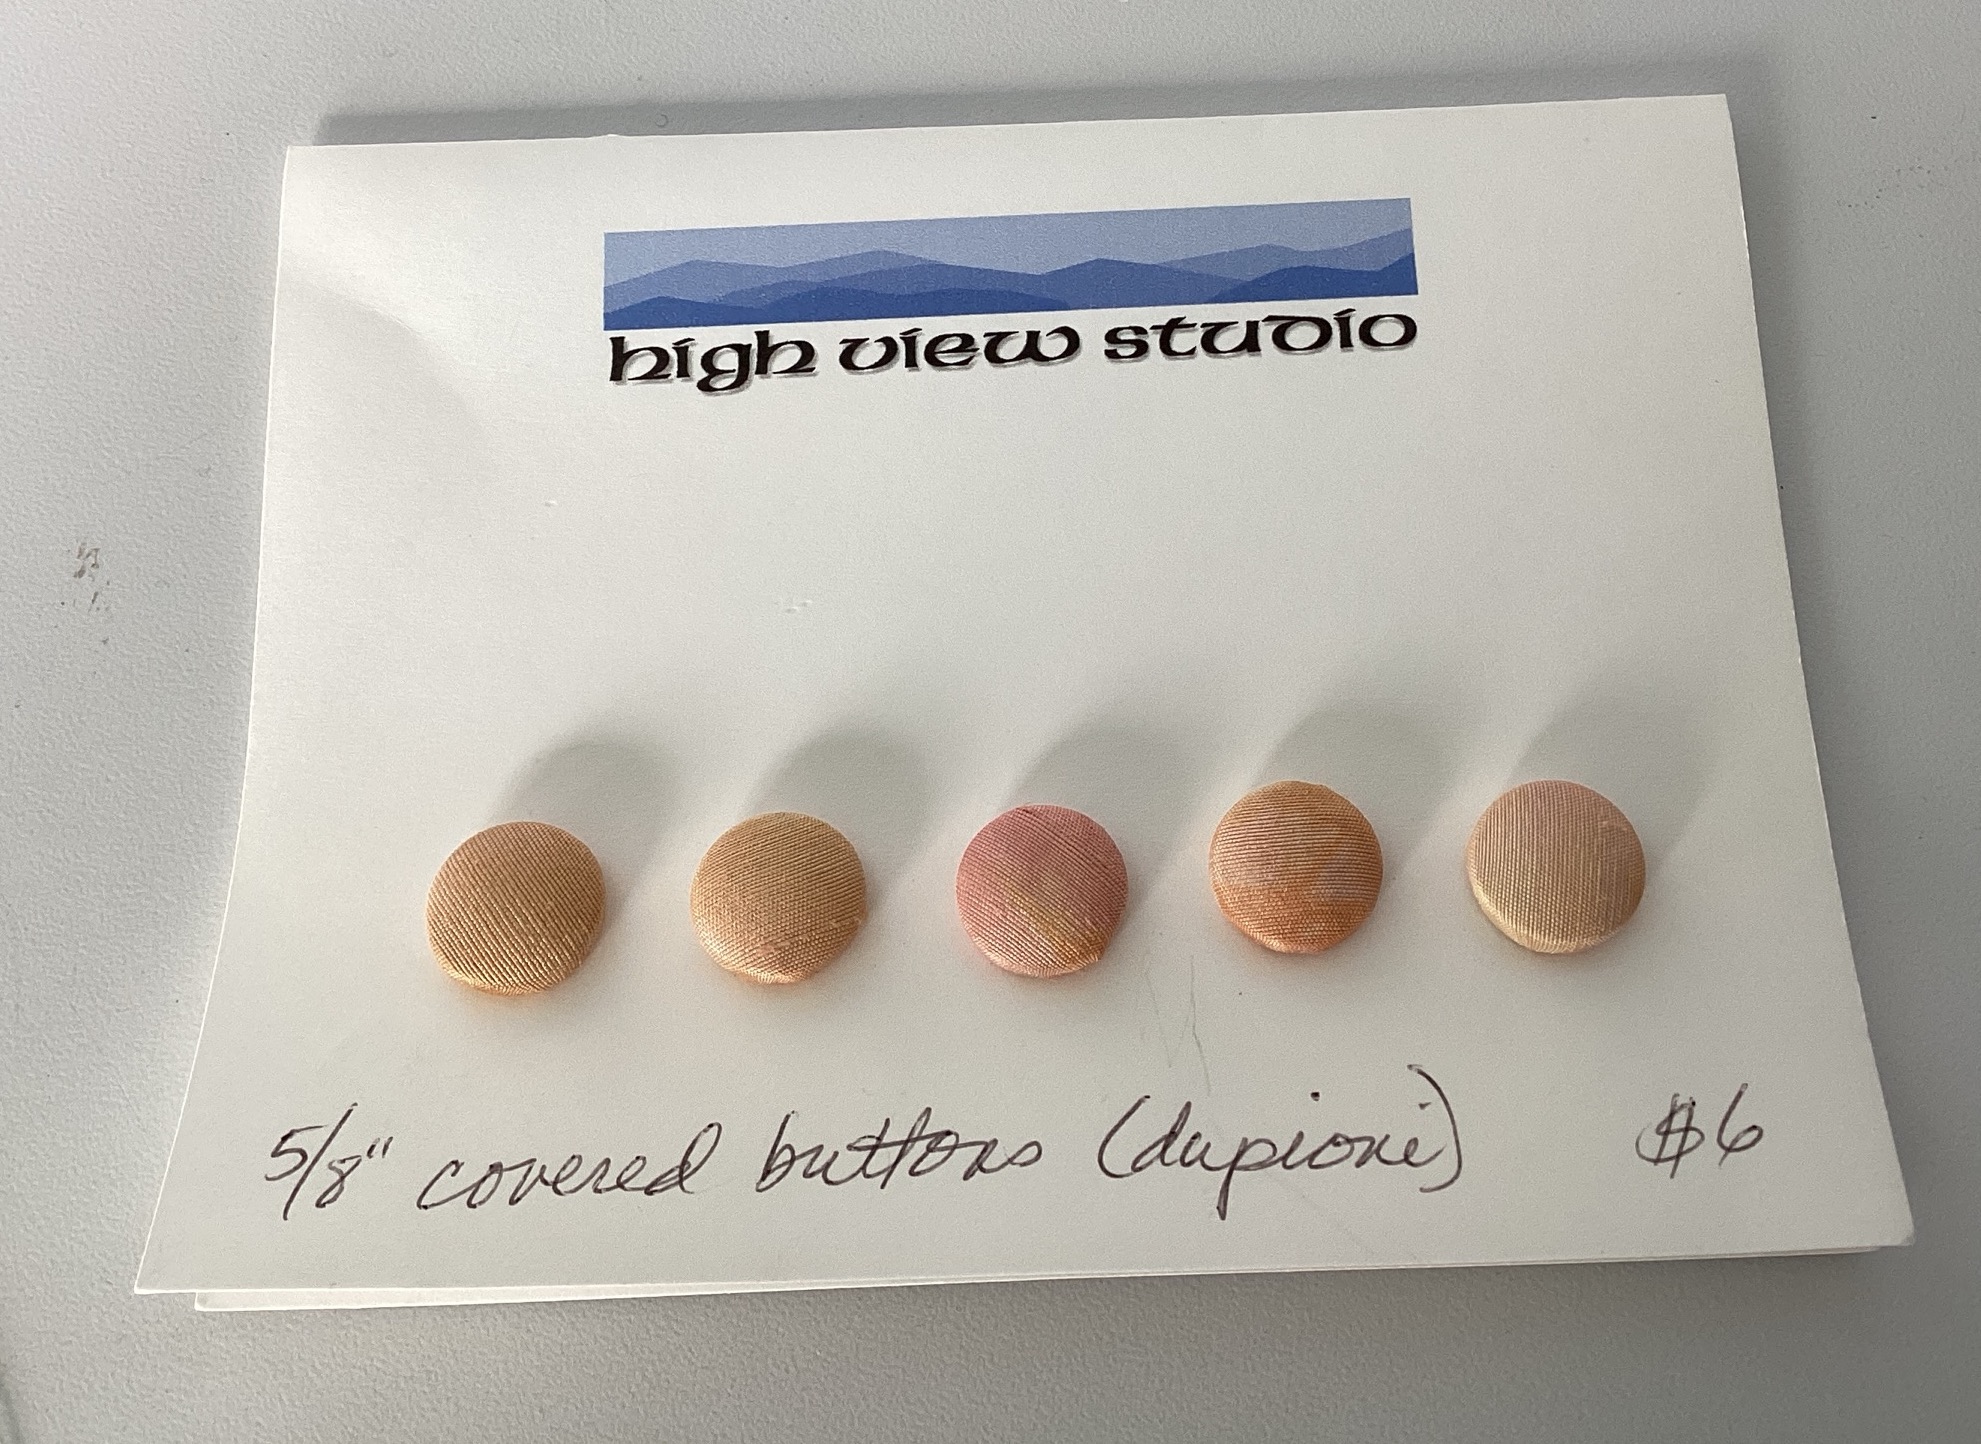 high view studio
5/8" covered buttons (dupioni) $6